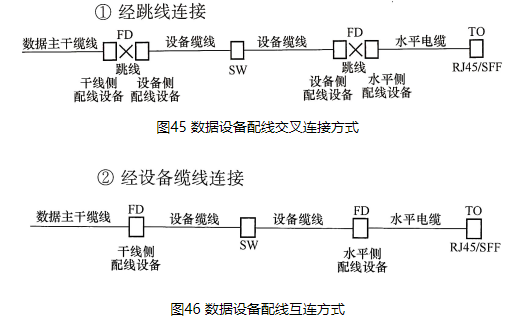 ① 经跳线连接
FD
FD
TO
数据主干缆线
设备缆线
设备缆线
水平电缆
跳线
SW
跳线
RJ45/SFF
干线侧
配线设备
设备侧
配线设备
设备侧
配线设备
水平侧
配线设备
图45 数据设备配线交叉连接方式
② 经设备缆线连接
FD
FD
TO
数据主干缆线
设备缆线
设备缆线
水平电缆
SW
RJ45/SFF
干线侧
配线设备
水平侧
配线设备
图46 数据设备配线互连方式